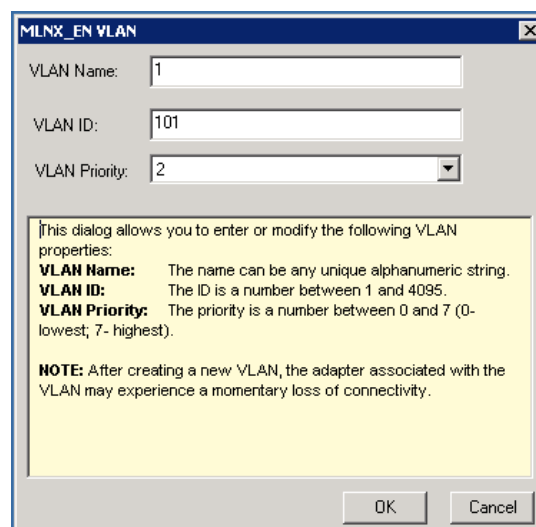 MLNX_EN VLAN
VLAN Name: 1
VLAN ID: 101
VLAN Priority: 2
This dialog allows you to enter or modify the following VLAN
properties:
VLAN Name: The name can be any unique alphanumeric string.
VLAN ID: The ID is a number between 1 and 4095.
VLAN Priority: The priority is a number between 0 and 7 (0-
lowest; 7- highest).
NOTE: After creating a new VLAN, the adapter associated with the
VLAN may experience a momentary loss of connectivity.
OK Cancel